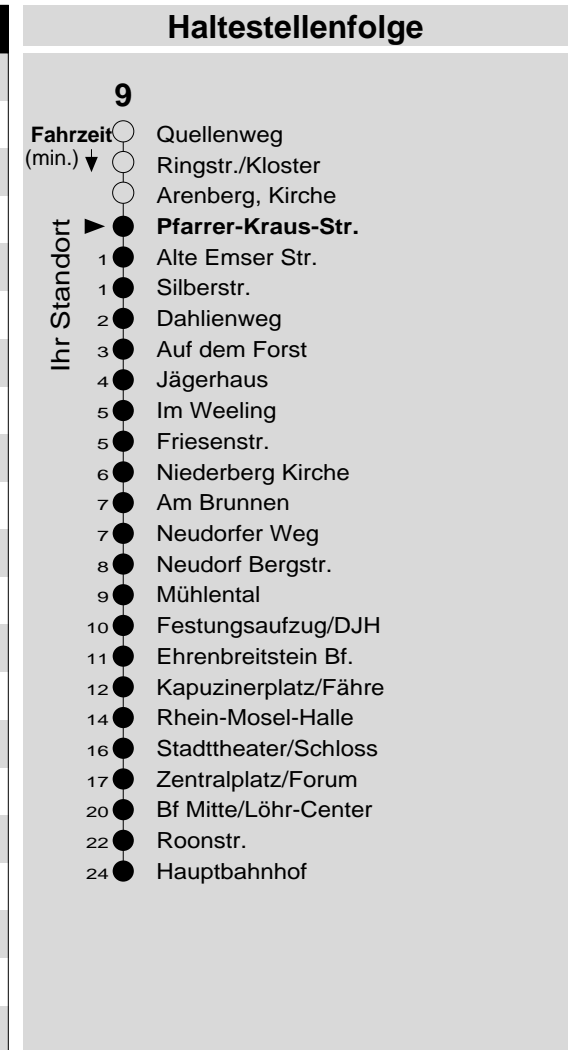 Haltestellenfolge
9
Fahrzeit Quellenweg
(min.) Ringstr./Kloster
Arenberg, Kirche
Ihr Standort
Pfarrer-Kraus-Str.
1 Alte Emser Str.
1 Silberstr.
2 Dahlienweg
3 Auf dem Forst
4 Jägerhaus
5 Im Weeling
5 Friesenstr.
6 Niederberg Kirche
7 Am Brunnen
7 Neudorfer Weg
8 Neudorf Bergstr.
9 Mühlental
10 Festungsaufzug/DJH
11 Ehrenbreitstein Bf.
12 Kapuzinerplatz/Fähre
14 Rhein-Mosel-Halle
16 Stadttheater/Schloss
17 Zentralplatz/Forum
20 Bf Mitte/Löhr-Center
22 Roonstr.
24 Hauptbahnhof